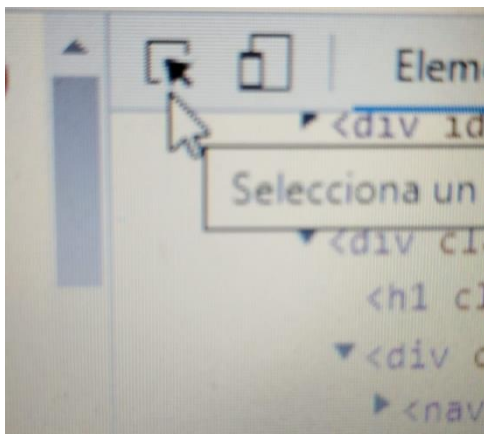 Elem
<div id
Selecciona un
<div cl
<h1 cl
<div c
<nav